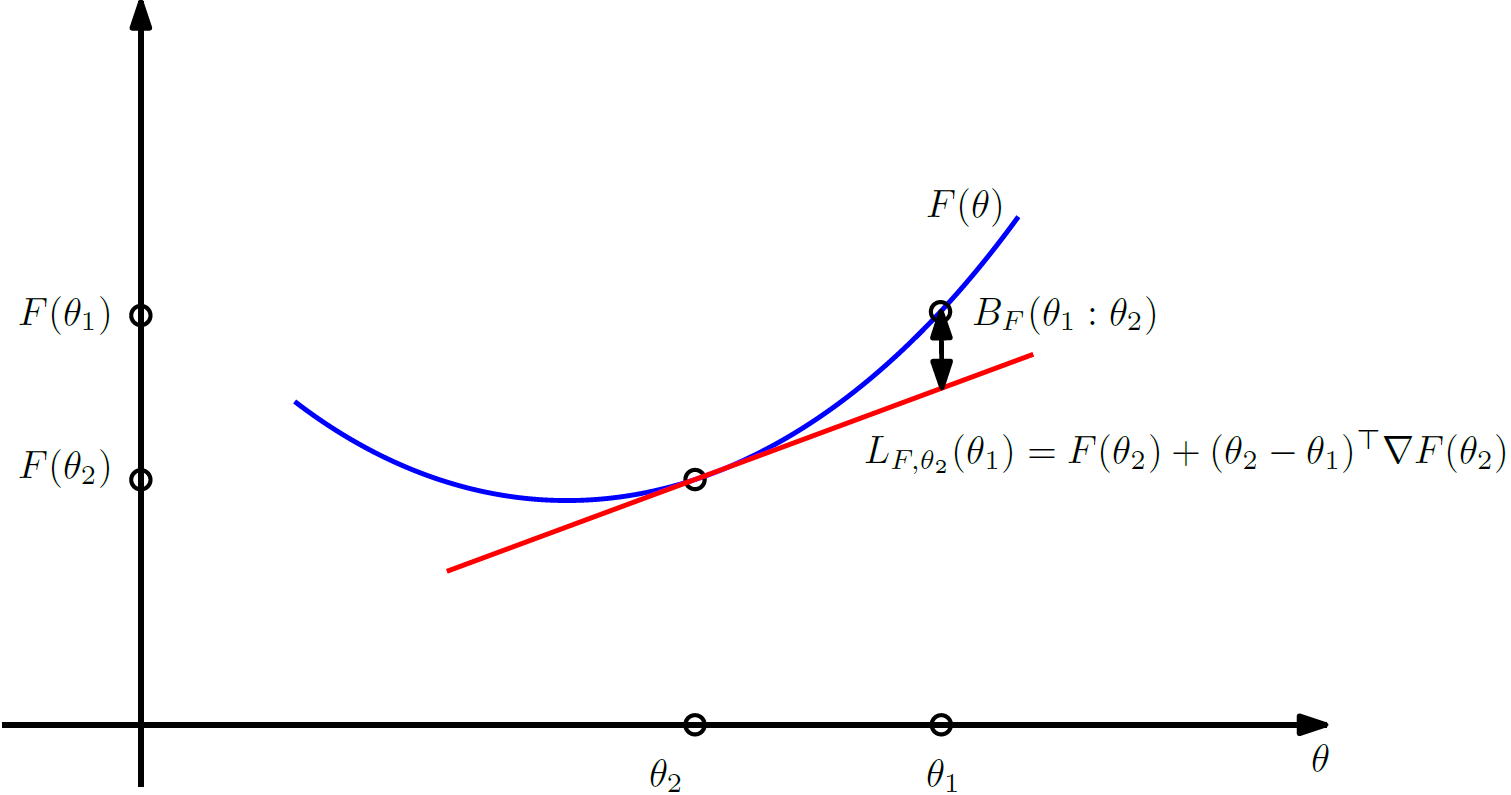 F(θ)
F(θ₁)
B_F(θ₁ : θ₂)
L_{F,θ₂}(θ₁) = F(θ₂) + (θ₂ − θ₁)^⊤∇F(θ₂)
F(θ₂)
θ
θ₂
θ₁